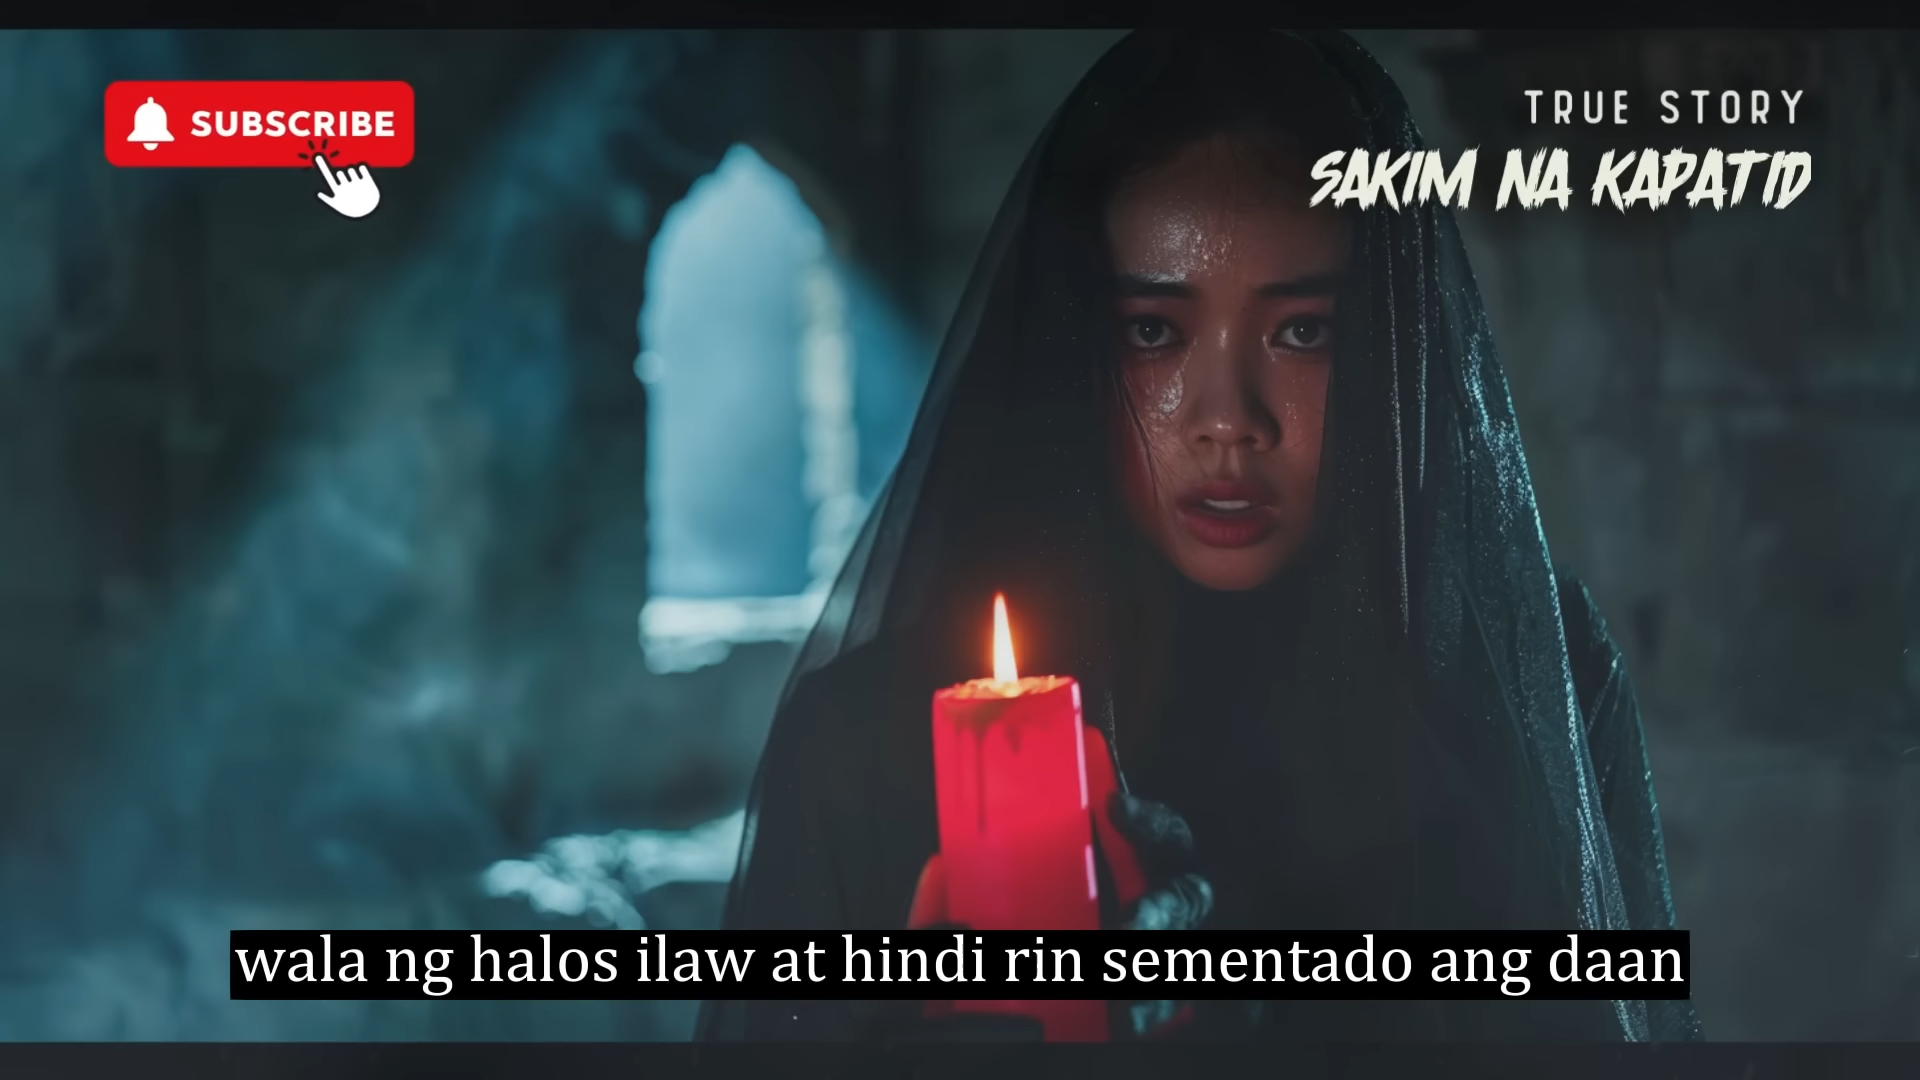 SUBSCRIBE
TRUE STORY
SAKIM NA KAPATID
wala ng halos ilaw at hindi rin sementado ang daan